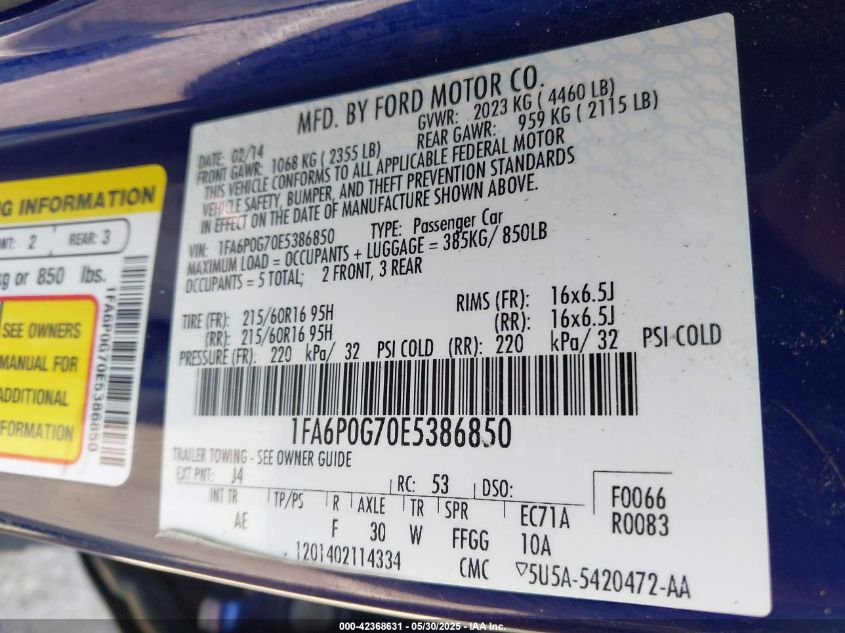 MFD. BY FORD MOTOR CO.
DATE: 02/14
GVWR: 2023 KG ( 4460 LB)
FRONT GAWR: 1068 KG ( 2355 LB)
REAR GAWR: 959 KG ( 2115 LB)
THIS VEHICLE CONFORMS TO ALL APPLICABLE FEDERAL MOTOR
VEHICLE SAFETY, BUMPER, AND THEFT PREVENTION STANDARDS
IN EFFECT ON THE DATE OF MANUFACTURE SHOWN ABOVE.
VIN: 1FA6P0G70E5386850 TYPE: Passenger Car
MAXIMUM LOAD = OCCUPANTS + LUGGAGE = 385KG/ 850LB
OCCUPANTS = 5 TOTAL; 2 FRONT, 3 REAR
TIRE (FR): 215/60R16 95H RIMS (FR): 16x6.5J
(RR): 215/60R16 95H (RR): 16x6.5J
PRESSURE (FR): 220 kPa/ 32 PSI COLD (RR): 220 kPa/ 32 PSI COLD
1FA6P0G70E5386850
TRAILER TOWING - SEE OWNER GUIDE
EXT PNT: J4 RC: 53 DSO: F0066
R0083
INT TR TP/PS R AXLE TR SPR EC71A
AE F 30 W FFGG 10A
1201402114334 CMC 5U5A-5420472-AA
NG INFORMATION
NT: 2 REAR: 3
kg or 850 lbs.
SEE OWNERS
MANUAL FOR
ADDITIONAL
FORMATION
1FA6P0G70E5386850
000-42368631 - 05/30/2025 - IAA Inc.